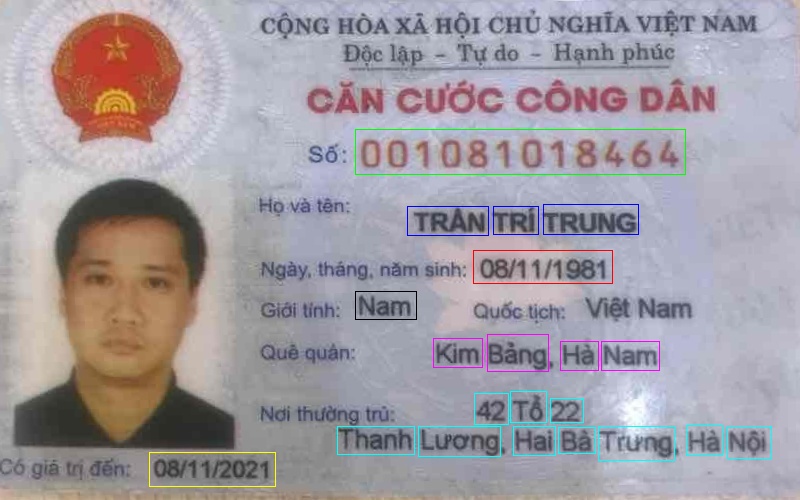 CỘNG HÒA XÃ HỘI CHỦ NGHĨA VIỆT NAM
Độc lập - Tự do - Hạnh phúc
CĂN CƯỚC CÔNG DÂN
Số: 001081018464
Họ và tên:
TRẦN TRÍ TRUNG
Ngày, tháng, năm sinh: 08/11/1981
Giới tính: Nam Quốc tịch: Việt Nam
Quê quán: Kim Bảng, Hà Nam
Nơi thường trú: 42 Tổ 22
Thanh Lương, Hai Bà Trưng, Hà Nội
Có giá trị đến: 08/11/2021